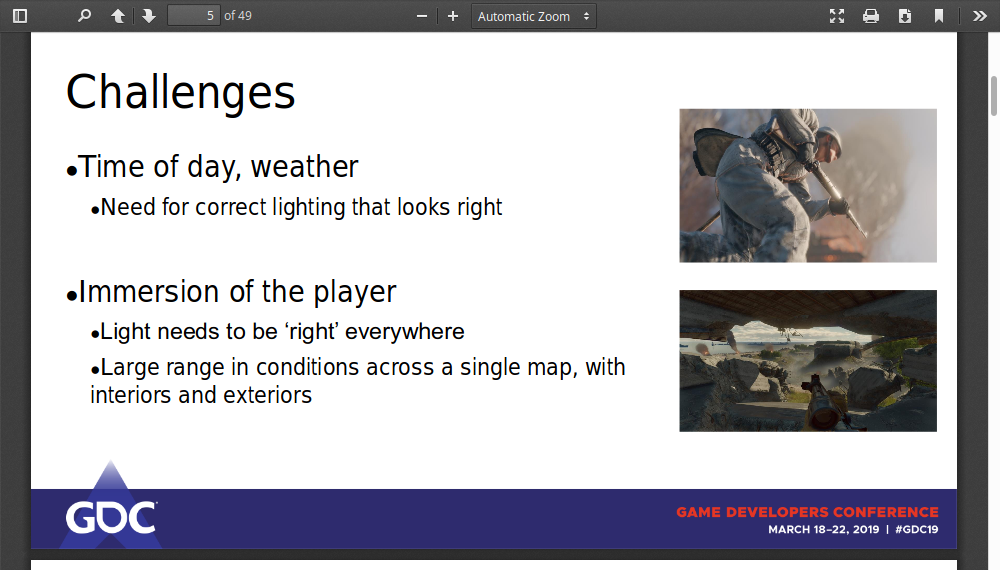 5 of 49
Automatic Zoom
Challenges
•Time of day, weather
•Need for correct lighting that looks right
•Immersion of the player
•Light needs to be ‘right’ everywhere
•Large range in conditions across a single map, with
interiors and exteriors
GDC
GAME DEVELOPERS CONFERENCE
MARCH 18–22, 2019 | #GDC19